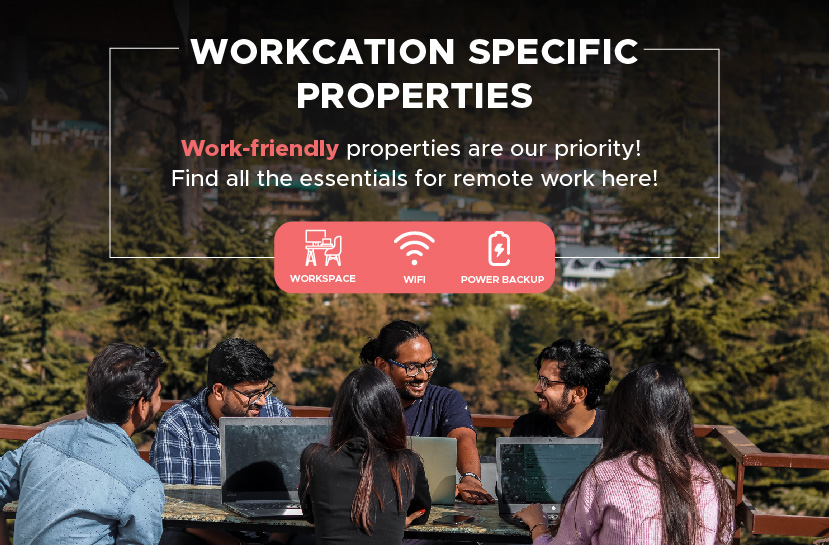 WORKCATION SPECIFIC
PROPERTIES
Work-friendly properties are our priority!
Find all the essentials for remote work here!
WORKSPACE WIFI POWER BACKUP